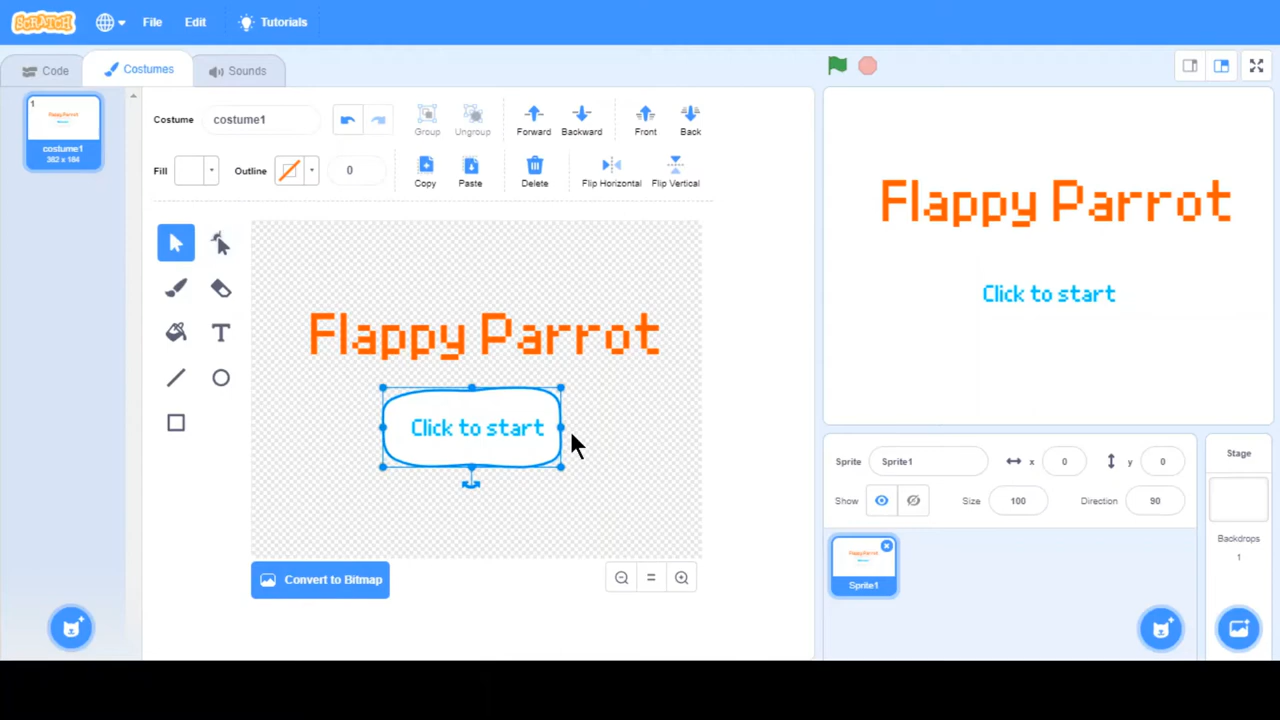 SCRATCH File Edit Tutorials
Code Costumes Sounds
1
Flappy Parrot
costume1
382 x 184
Costume costume1 Group Ungroup Forward Backward Front Back
Fill Outline 0 Copy Paste Delete Flip Horizontal Flip Vertical
T
Flappy Parrot
Click to start
Convert to Bitmap
Flappy Parrot
Click to start
Sprite Sprite1 x 0 y 0
Show Size 100 Direction 90
Flappy Parrot
Sprite1
Stage
Backdrops
1